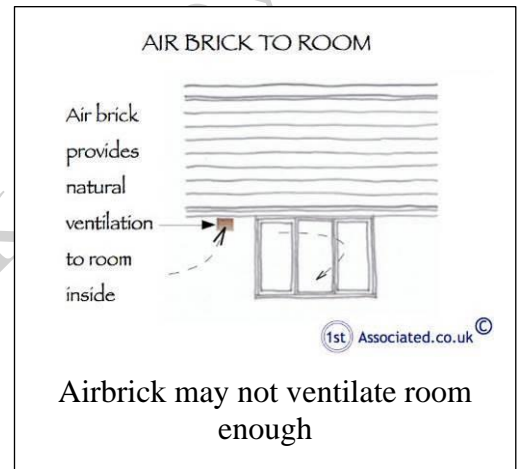 AIR BRICK TO ROOM
Air brick
provides
natural
ventilation
to room
inside
1st Associated.co.uk ©
Airbrick may not ventilate room
enough